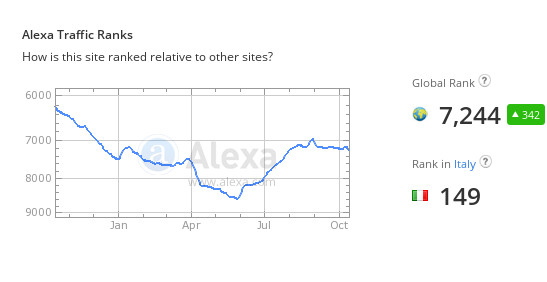 Alexa Traffic Ranks
How is this site ranked relative to other sites?
6000
7000
8000
9000
Jan
Apr
Jul
Oct
a Alexa
www.alexa.com
Global Rank ?
7,244 ▲ 342
Rank in Italy ?
149